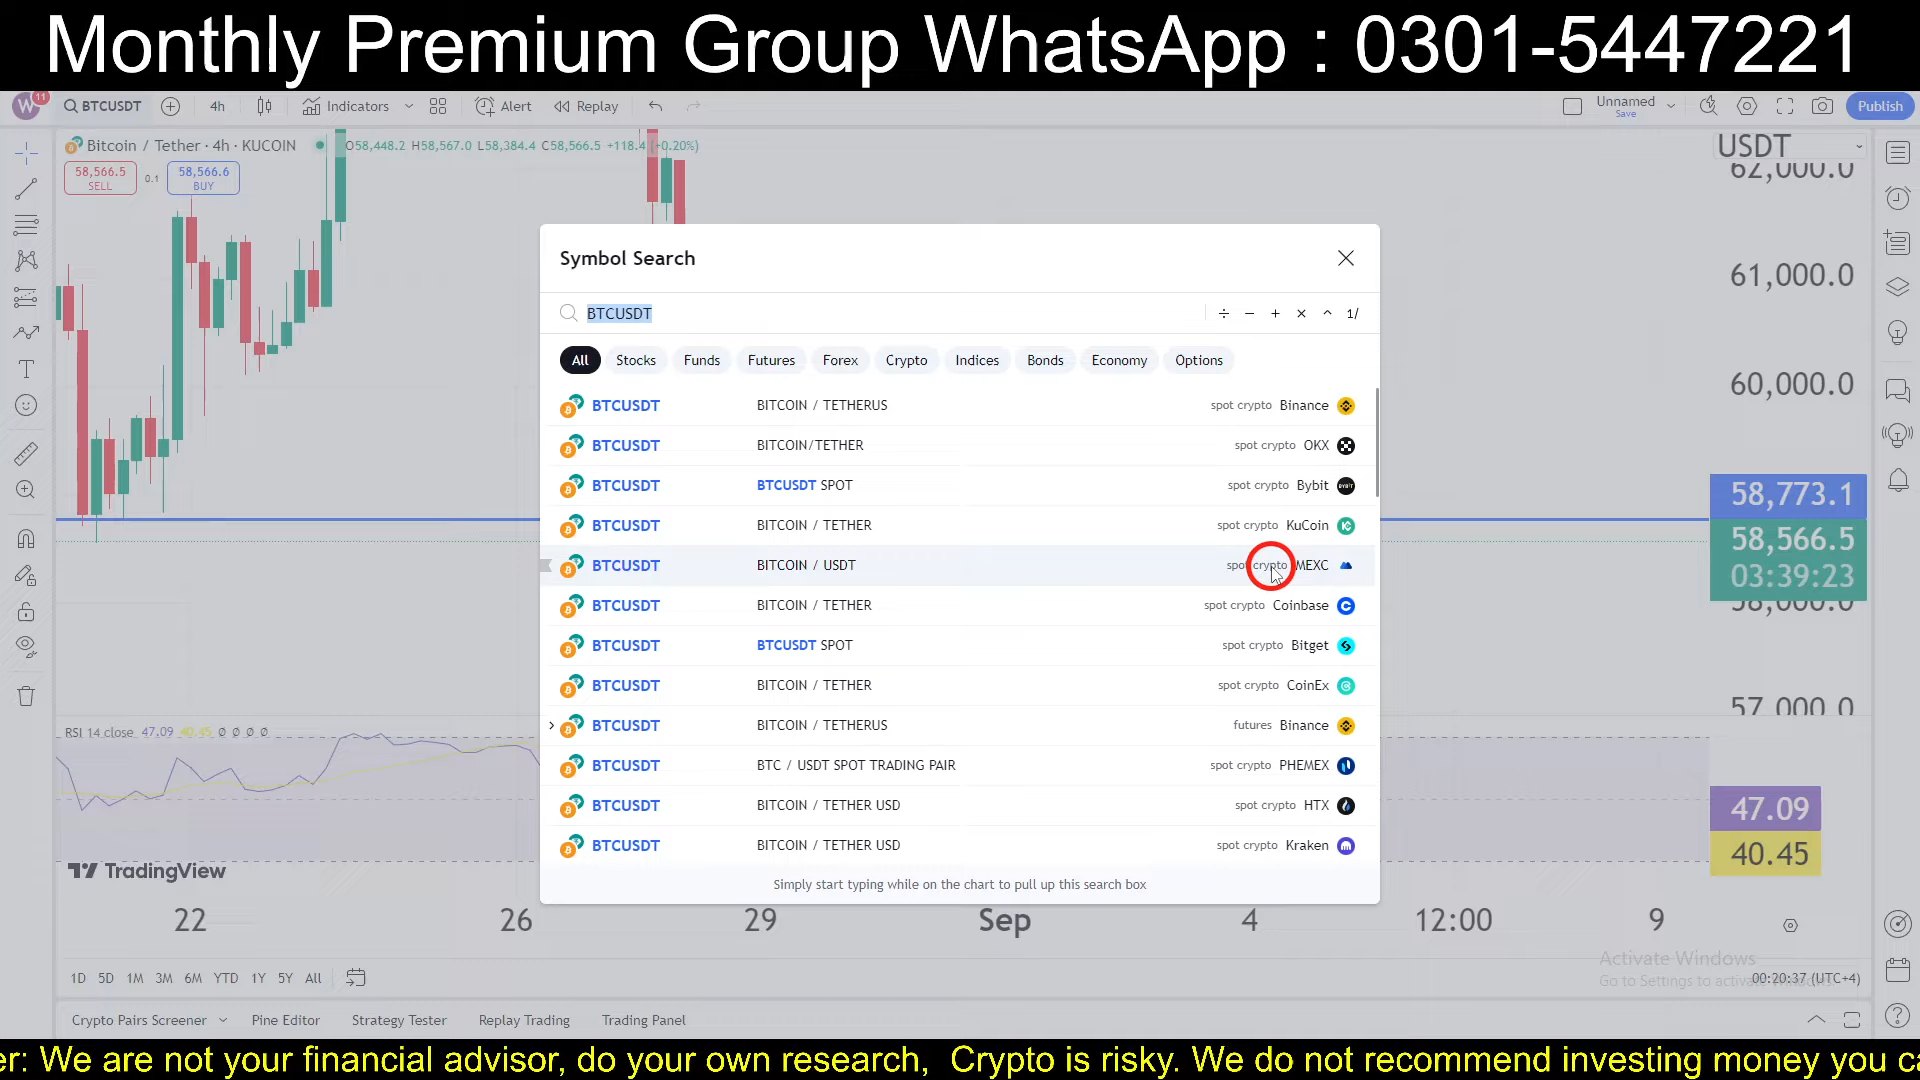 Monthly Premium Group WhatsApp : 0301-5447221
W 11 BTCUSDT 4h Indicators Alert Replay Unnamed Save Publish
Bitcoin / Tether · 4h · KUCOIN O58,448.2 H58,567.0 L58,384.4 C58,566.5 +118.4 (+0.20%) USDT
58,566.5 SELL 0.1 58,566.6 BUY
62,000.0
61,000.0
60,000.0
58,773.1
58,566.5
03:39:23
58,000.0
57,000.0
Symbol Search
BTCUSDT ÷ − + × ^ 1/
All Stocks Funds Futures Forex Crypto Indices Bonds Economy Options
BTCUSDT BITCOIN / TETHERUS spot crypto Binance
BTCUSDT BITCOIN/TETHER spot crypto OKX
BTCUSDT BTCUSDT SPOT spot crypto Bybit
BTCUSDT BITCOIN / TETHER spot crypto KuCoin
BTCUSDT BITCOIN / USDT spot crypto MEXC
BTCUSDT BITCOIN / TETHER spot crypto Coinbase
BTCUSDT BTCUSDT SPOT spot crypto Bitget
BTCUSDT BITCOIN / TETHER spot crypto CoinEx
BTCUSDT BITCOIN / TETHERUS futures Binance
BTCUSDT BTC / USDT SPOT TRADING PAIR spot crypto PHEMEX
BTCUSDT BITCOIN / TETHER USD spot crypto HTX
BTCUSDT BITCOIN / TETHER USD spot crypto Kraken
Simply start typing while on the chart to pull up this search box
RSI 14 close 47.09 40.45 Ø Ø Ø Ø
47.09
40.45
TradingView
22 26 29 Sep 4 12:00 9
Activate Windows
Go to Settings to activate
1D 5D 1M 3M 6M YTD 1Y 5Y All 00:20:37 (UTC+4)
Crypto Pairs Screener Pine Editor Strategy Tester Replay Trading Trading Panel
er: We are not your financial advisor, do your own research, Crypto is risky. We do not recommend investing money you ca